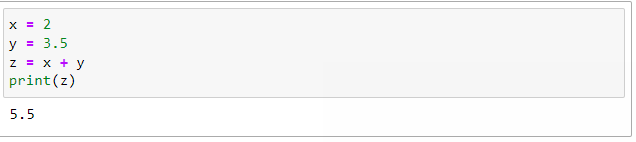 x = 2
y = 3.5
z = x + y
print(z)
5.5